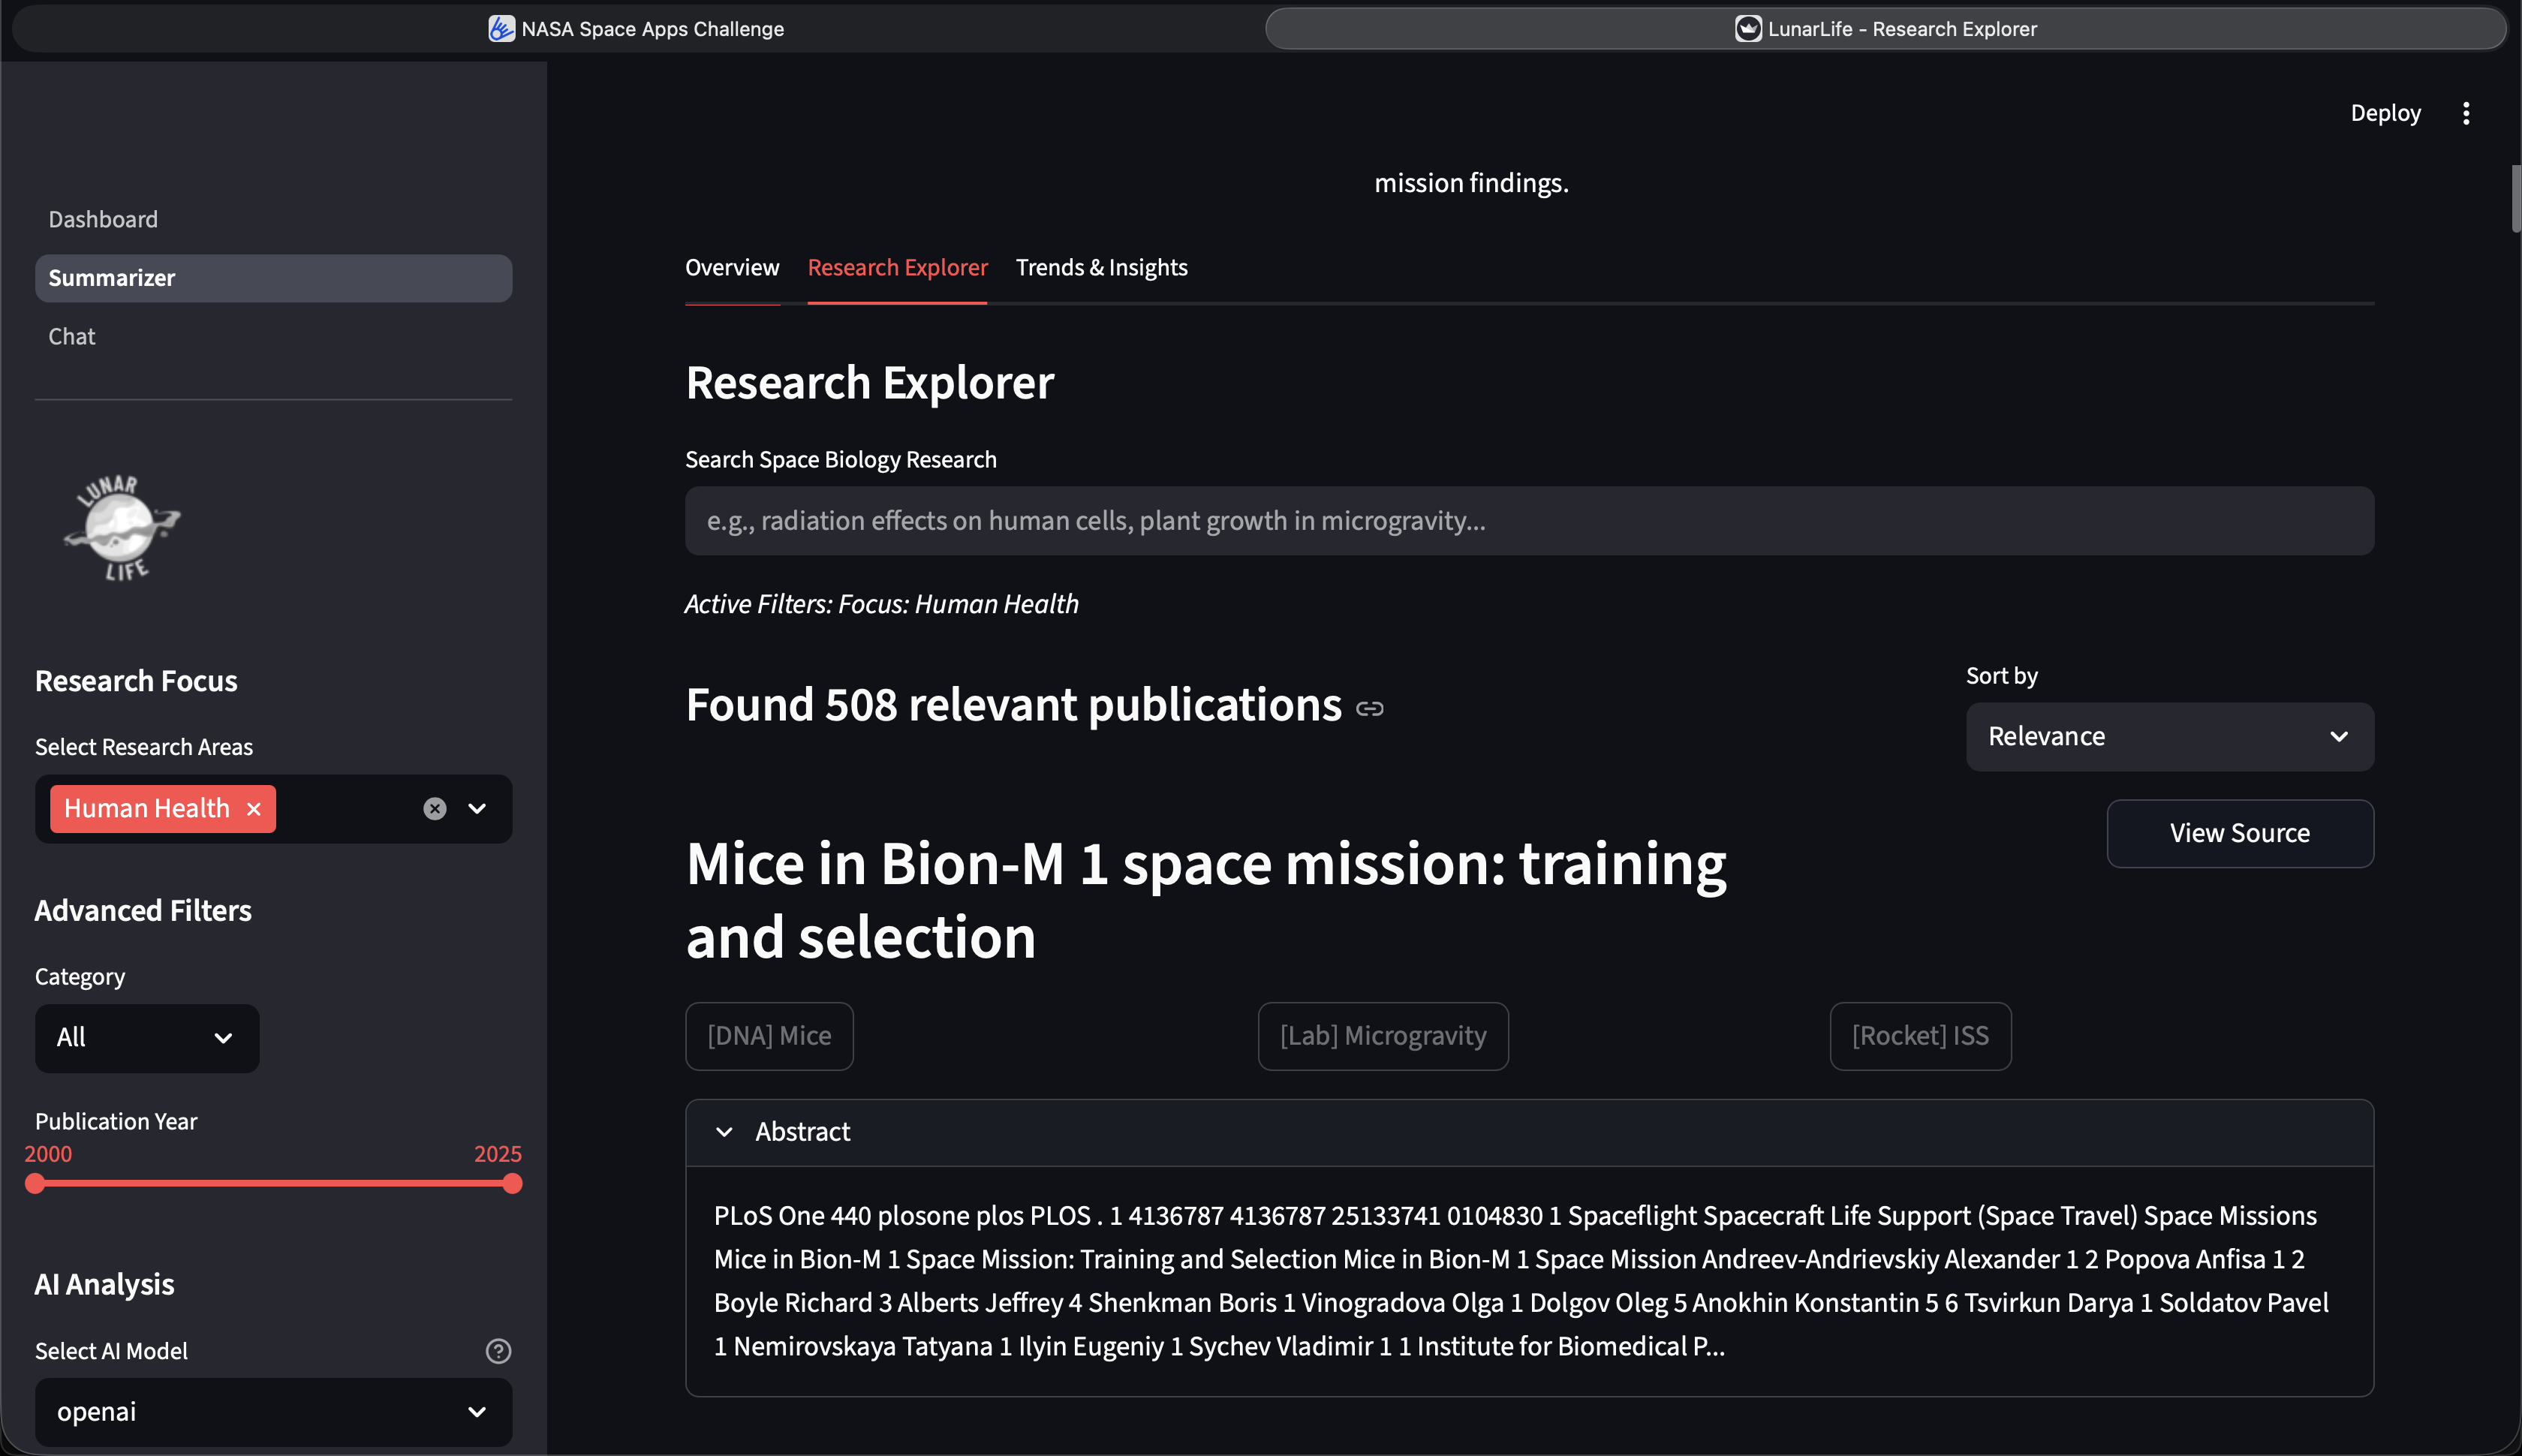 NASA Space Apps Challenge
LunarLife - Research Explorer
Deploy
Dashboard
Summarizer
Chat
LUNAR
LIFE
Research Focus
Select Research Areas
Human Health
Advanced Filters
Category
All
Publication Year
2000
2025
AI Analysis
Select AI Model
openai
mission findings.
Overview
Research Explorer
Trends & Insights
Research Explorer
Search Space Biology Research
e.g., radiation effects on human cells, plant growth in microgravity...
Active Filters: Focus: Human Health
Found 508 relevant publications
Sort by
Relevance
View Source
Mice in Bion-M 1 space mission: training
and selection
[DNA] Mice
[Lab] Microgravity
[Rocket] ISS
Abstract
PLoS One 440 plosone plos PLOS . 1 4136787 4136787 25133741 0104830 1 Spaceflight Spacecraft Life Support (Space Travel) Space Missions
Mice in Bion-M 1 Space Mission: Training and Selection Mice in Bion-M 1 Space Mission Andreev-Andrievskiy Alexander 1 2 Popova Anfisa 1 2
Boyle Richard 3 Alberts Jeffrey 4 Shenkman Boris 1 Vinogradova Olga 1 Dolgov Oleg 5 Anokhin Konstantin 5 6 Tsvirkun Darya 1 Soldatov Pavel
1 Nemirovskaya Tatyana 1 Ilyin Eugeniy 1 Sychev Vladimir 1 1 Institute for Biomedical P...